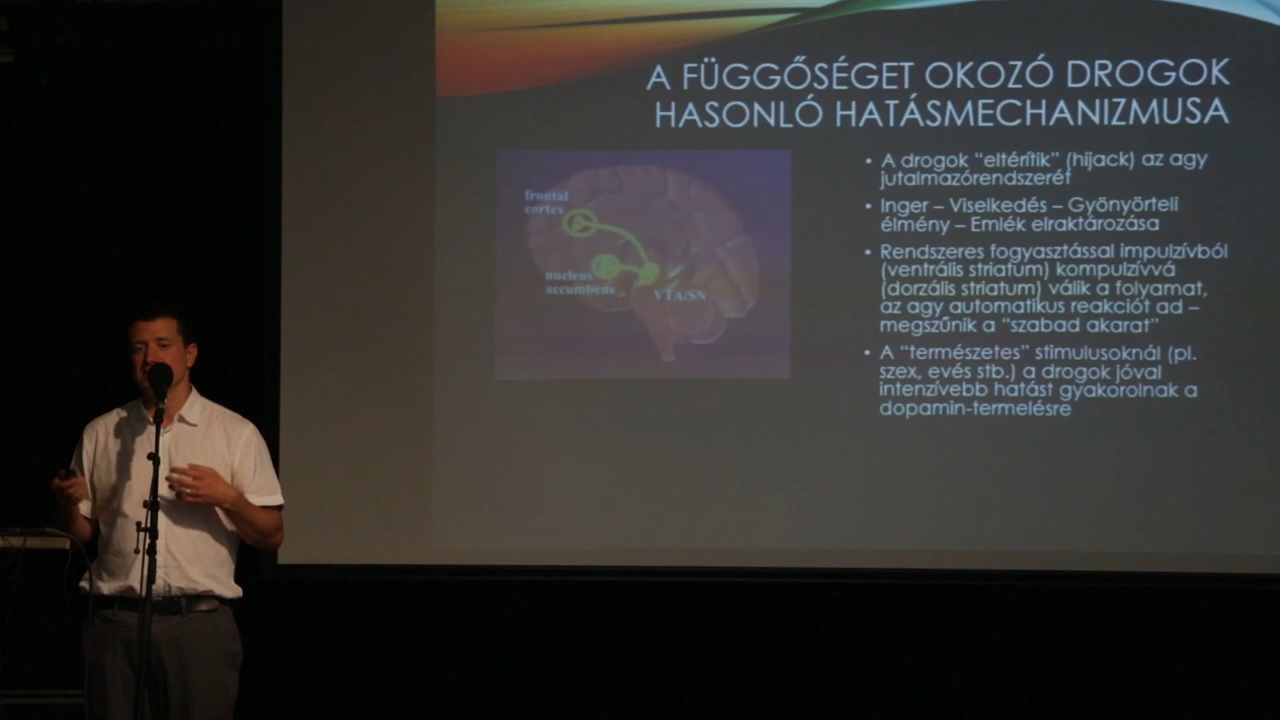 A FÜGGŐSÉGET OKOZÓ DROGOK
HASONLÓ HATÁSMECHANIZMUSA
frontal
cortex
nucleus
accumbens
VTA/SN
• A drogok “eltérítik” (hijack) az agy
jutalmazórendszerét
• Inger – Viselkedés – Gyönyörteli
élmény – Emlék elraktározása
• Rendszeres fogyasztással impulzívból
(ventrális striatum) kompulzívvá
(dorzális striatum) válik a folyamat,
az agy automatikus reakciót ad –
megszűnik a “szabad akarat”
• A “természetes” stimulusoknál (pl.
szex, evés stb.) a drogok jóval
intenzívebb hatást gyakorolnak a
dopamin-termelésre